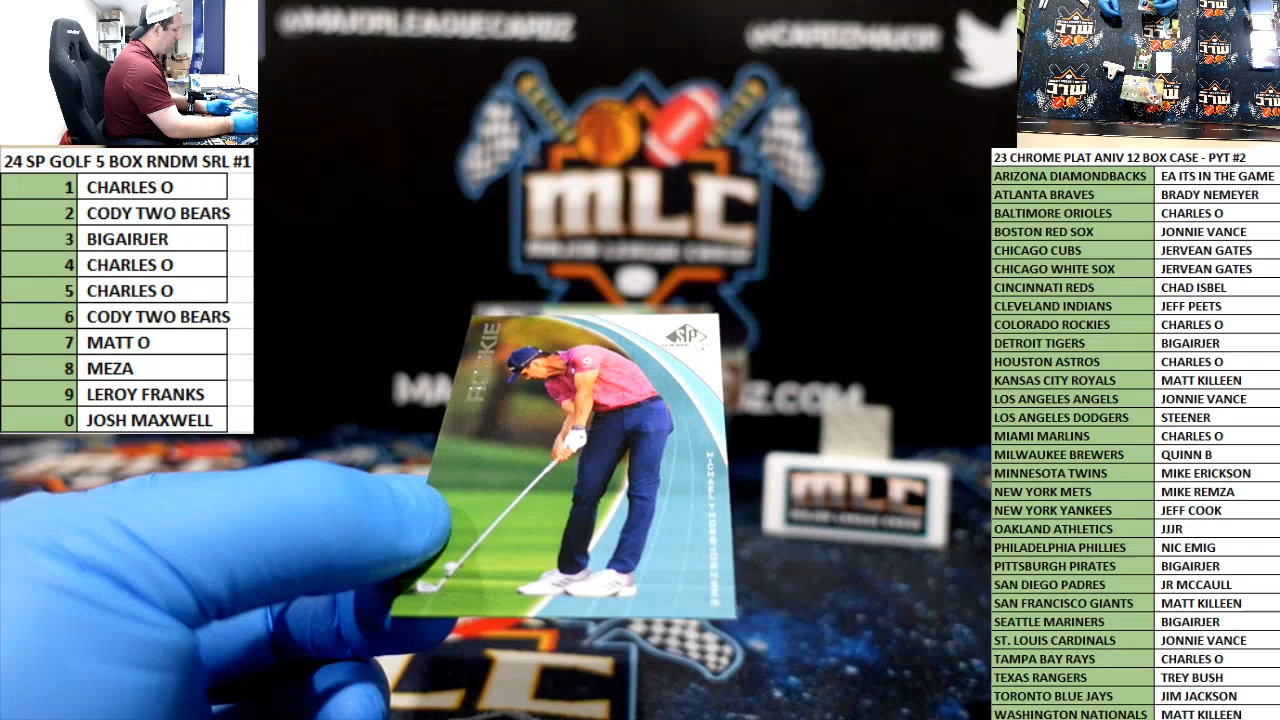 @MAJORLEAGUECARDZ
@CARDZMAJOR
24 SP GOLF 5 BOX RNDM SRL #1
1 CHARLES O
2 CODY TWO BEARS
3 BIGAIRJER
4 CHARLES O
5 CHARLES O
6 CODY TWO BEARS
7 MATT O
8 MEZA
9 LEROY FRANKS
0 JOSH MAXWELL
MLC
ROOKIE
SP
MICHAEL THORBJORNSEN
MLC
MLC
23 CHROME PLAT ANIV 12 BOX CASE - PYT #2
ARIZONA DIAMONDBACKS EA ITS IN THE GAME
ATLANTA BRAVES BRADY NEMEYER
BALTIMORE ORIOLES CHARLES O
BOSTON RED SOX JONNIE VANCE
CHICAGO CUBS JERVEAN GATES
CHICAGO WHITE SOX JERVEAN GATES
CINCINNATI REDS CHAD ISBEL
CLEVELAND INDIANS JEFF PEETS
COLORADO ROCKIES CHARLES O
DETROIT TIGERS BIGAIRJER
HOUSTON ASTROS CHARLES O
KANSAS CITY ROYALS MATT KILLEEN
LOS ANGELES ANGELS JONNIE VANCE
LOS ANGELES DODGERS STEENER
MIAMI MARLINS CHARLES O
MILWAUKEE BREWERS QUINN B
MINNESOTA TWINS MIKE ERICKSON
NEW YORK METS MIKE REMZA
NEW YORK YANKEES JEFF COOK
OAKLAND ATHLETICS JJJR
PHILADELPHIA PHILLIES NIC EMIG
PITTSBURGH PIRATES BIGAIRJER
SAN DIEGO PADRES JR MCCAULL
SAN FRANCISCO GIANTS MATT KILLEEN
SEATTLE MARINERS BIGAIRJER
ST. LOUIS CARDINALS JONNIE VANCE
TAMPA BAY RAYS CHARLES O
TEXAS RANGERS TREY BUSH
TORONTO BLUE JAYS JIM JACKSON
WASHINGTON NATIONALS MATT KILLEEN